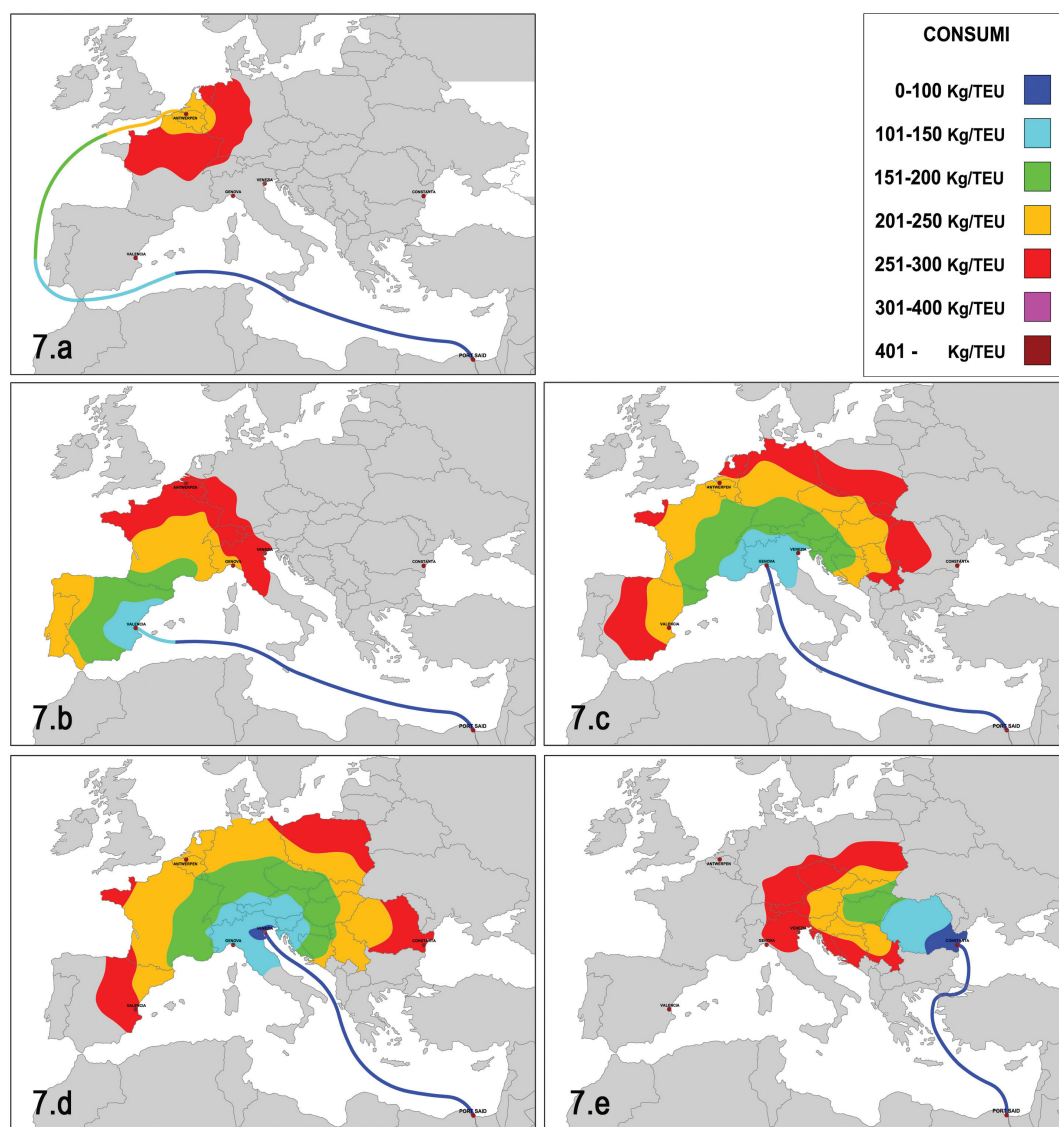 CONSUMI
0-100 Kg/TEU
101-150 Kg/TEU
151-200 Kg/TEU
201-250 Kg/TEU
251-300 Kg/TEU
301-400 Kg/TEU
401 - Kg/TEU
ANTWERPEN
VENEZIA
GENOVA
CONSTANTA
VALENCIA
7.a
PORT SAID
ANTWERPEN
VENEZIA
GENOVA
CONSTANTA
VALENCIA
7.b
PORT SAID
ANTWERPEN
VENEZIA
GENOVA
CONSTANTA
VALENCIA
7.c
PORT SAID
ANTWERPEN
VENEZIA
GENOVA
CONSTANTA
VALENCIA
7.d
PORT SAID
ANTWERPEN
VENEZIA
GENOVA
CONSTANTA
VALENCIA
7.e
PORT SAID